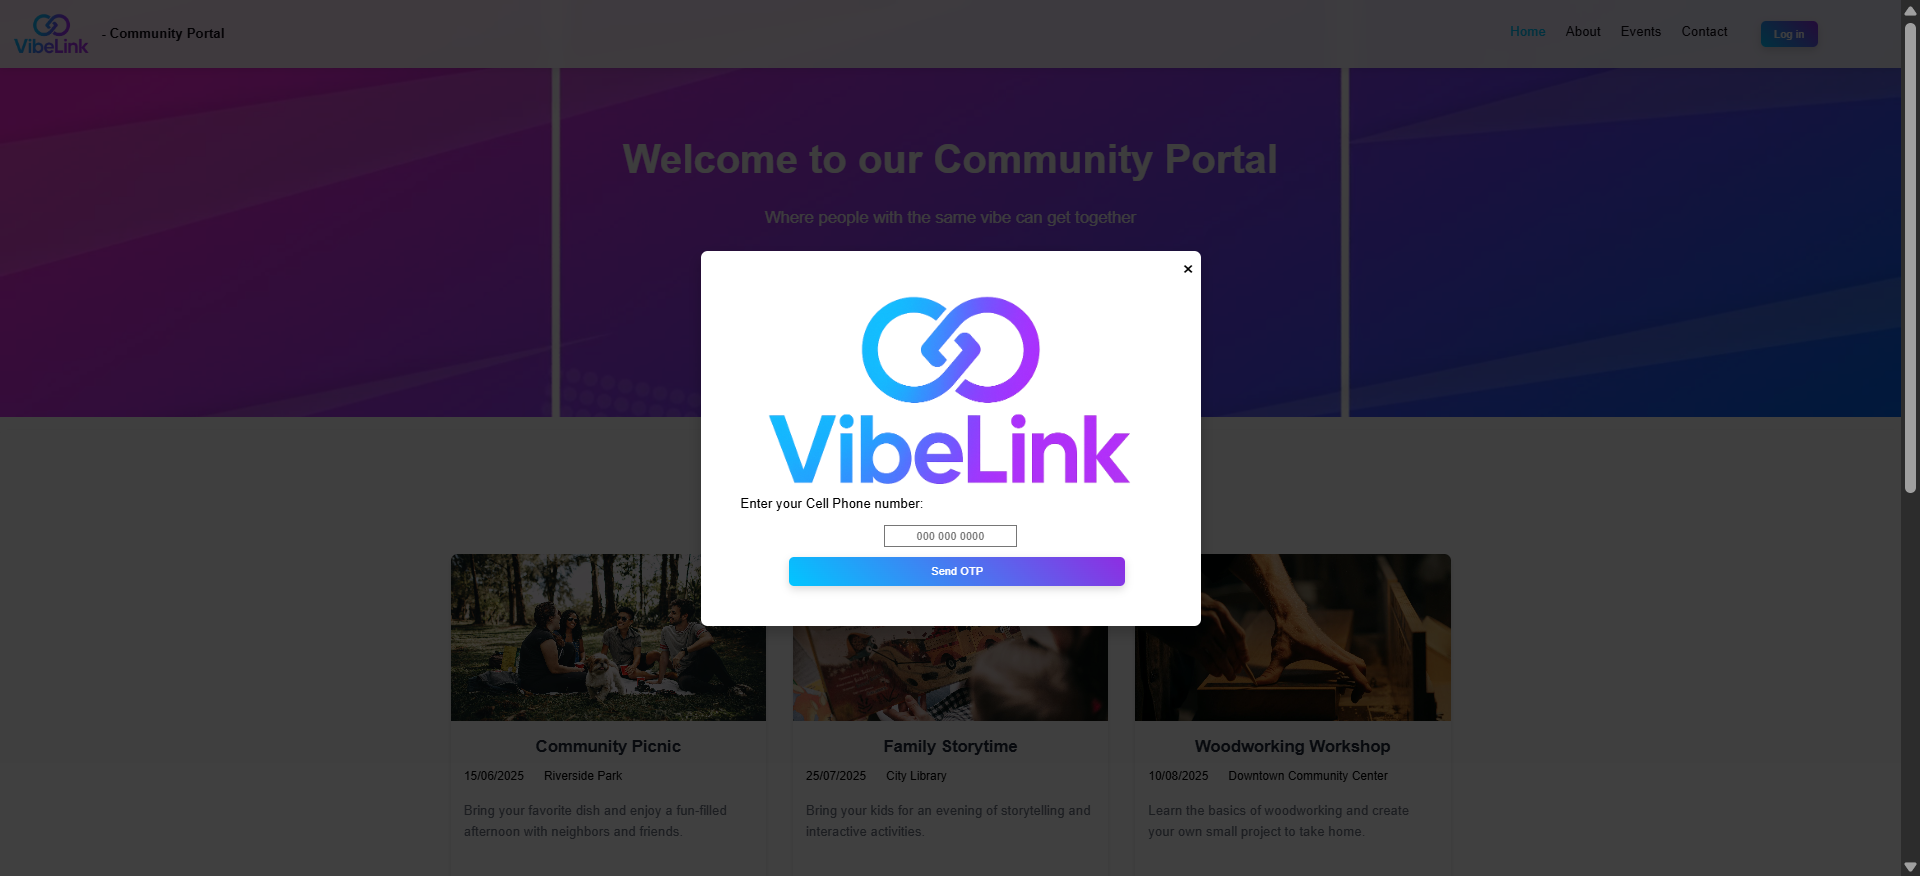 VibeLink
- Community Portal
Home About Events Contact Log in
Welcome to our Community Portal
Where people with the same vibe can get together
×
VibeLink
Enter your Cell Phone number:
000 000 0000
Send OTP
Community Picnic
15/06/2025 Riverside Park
Bring your favorite dish and enjoy a fun-filled
afternoon with neighbors and friends.
Family Storytime
25/07/2025 City Library
Bring your kids for an evening of storytelling and
interactive activities.
Woodworking Workshop
10/08/2025 Downtown Community Center
Learn the basics of woodworking and create
your own small project to take home.